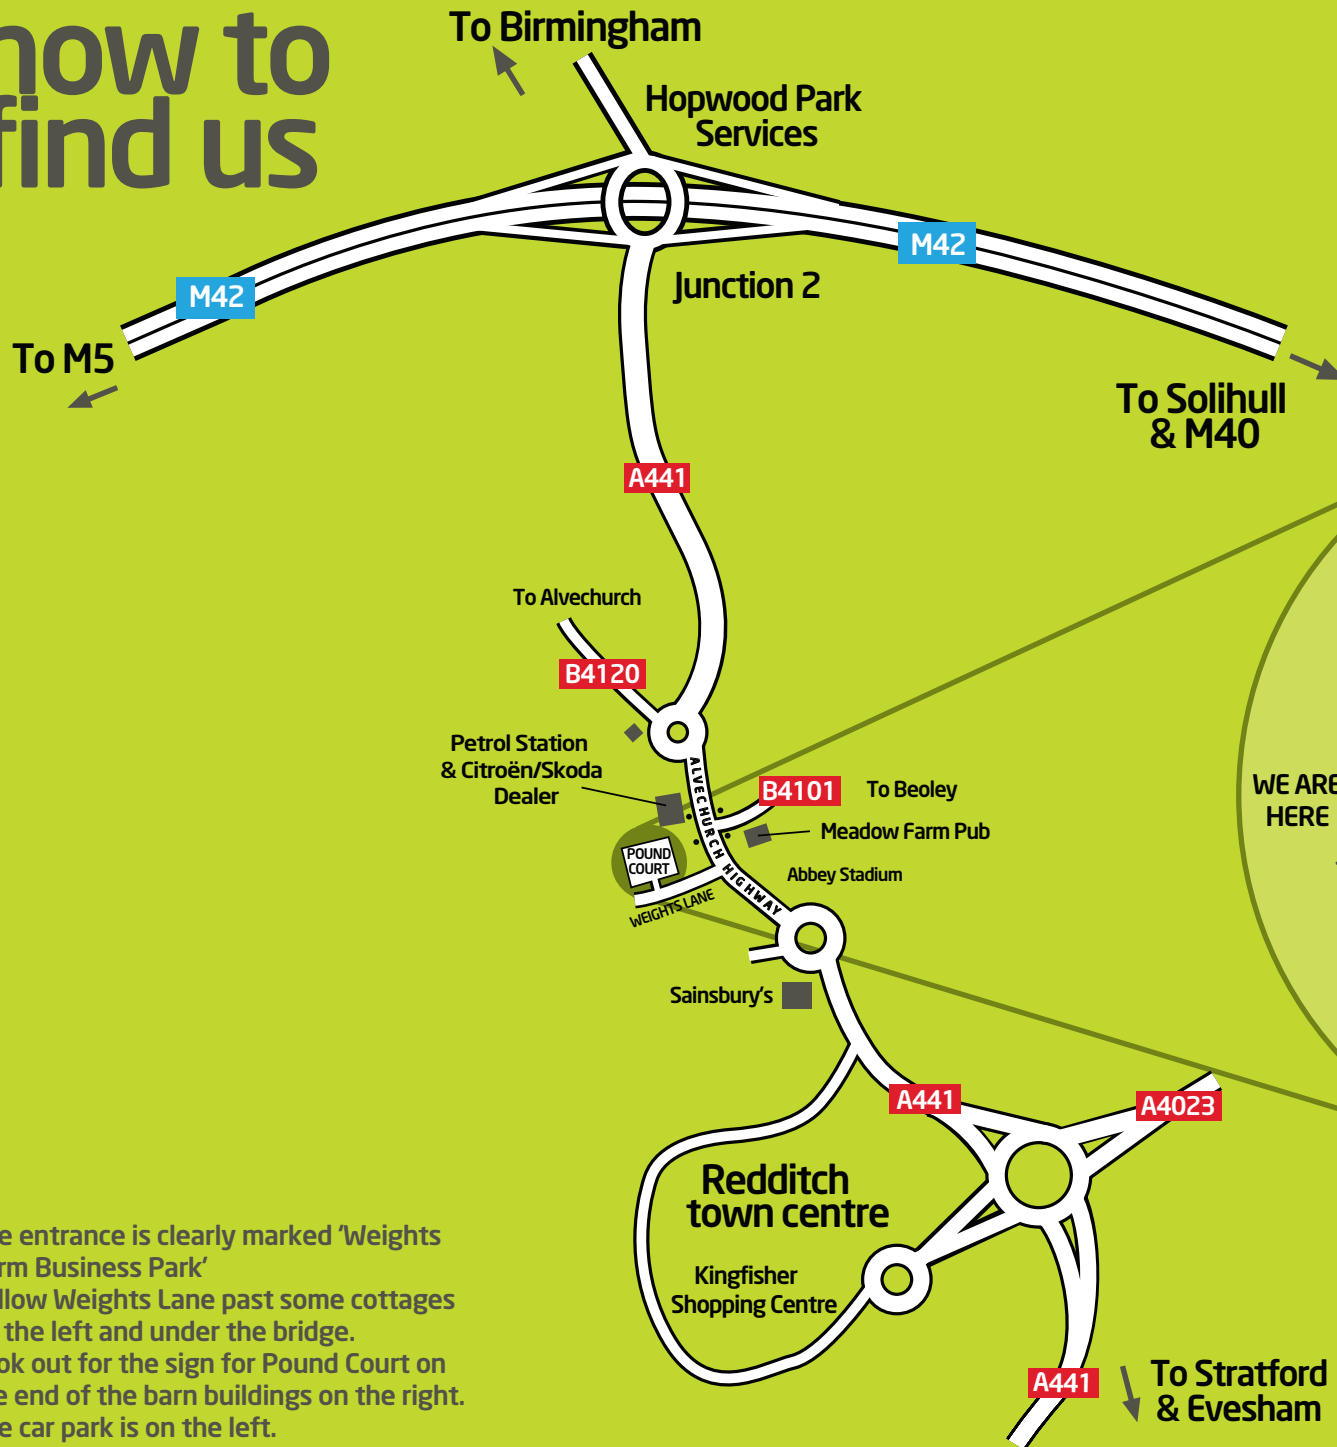 how to
find us
To Birmingham
Hopwood Park
Services
M42
M42
Junction 2
To M5
To Solihull
& M40
A441
To Alvechurch
B4120
Petrol Station
& Citroën/Skoda
Dealer
ALVECHURCH HIGHWAY
B4101
To Beoley
Meadow Farm Pub
WE ARE
HERE
POUND
COURT
Abbey Stadium
WEIGHTS LANE
Sainsbury's
A441
A4023
Redditch
town centre
Kingfisher
Shopping Centre
A441
To Stratford
& Evesham
e entrance is clearly marked ‘Weights
rm Business Park’
llow Weights Lane past some cottages
the left and under the bridge.
ok out for the sign for Pound Court on
e end of the barn buildings on the right.
e car park is on the left.